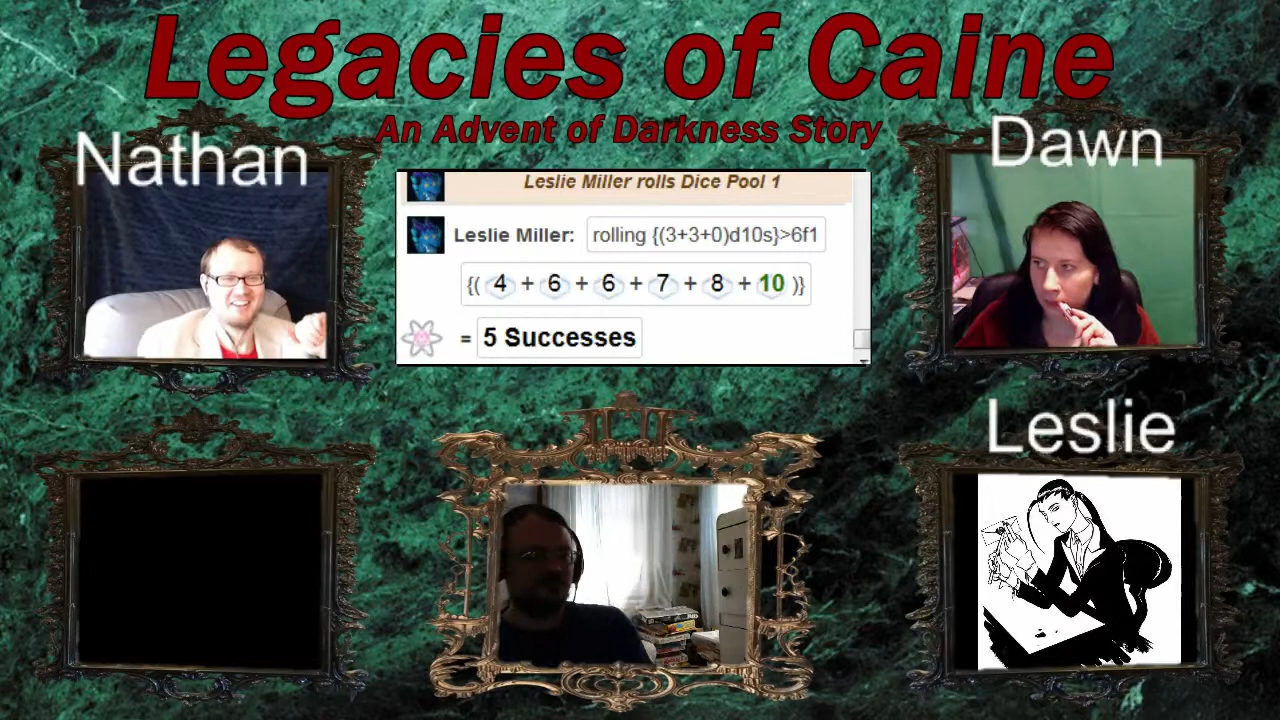 Legacies of Caine
An Advent of Darkness Story
Nathan
Dawn
Leslie Miller rolls Dice Pool 1
Leslie Miller: rolling {(3+3+0)d10s}>6f1
{( 4 + 6 + 6 + 7 + 8 + 10 )}
= 5 Successes
Leslie